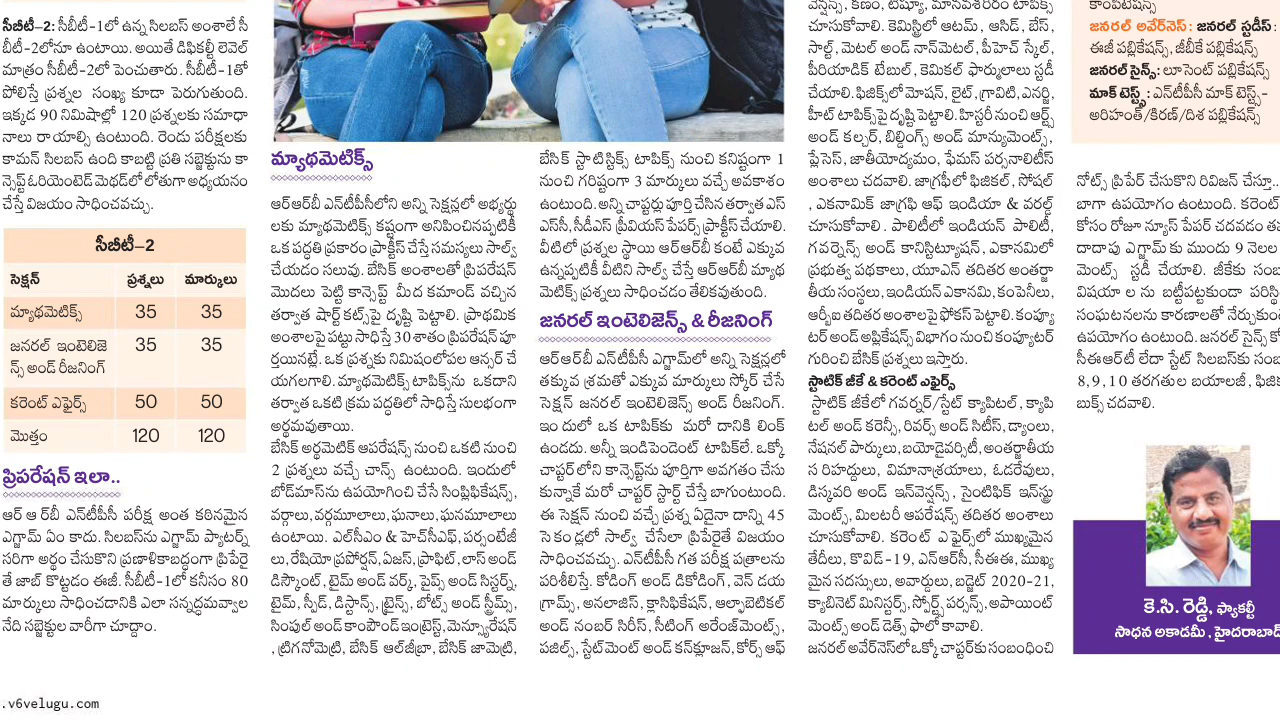 సీబీటీ–2: సీబీటీ-1లో ఉన్న సిలబస్ అంశాలే సీ
బీటీ-2లోనూ ఉంటాయి. అయితే డిఫికల్టీ లెవెల్
మాత్రం సీబీటీ-2లో పెంచుతారు. సీబీటీ-1తో
పోలిస్తే ప్రశ్నల సంఖ్య కూడా పెరుగుతుంది.
ఇక్కడ 90 నిమిషాల్లో 120 ప్రశ్నలకు సమాధా
నాలు రాయాల్సి ఉంటుంది. రెండు పరీక్షలకు
కామన్ సిలబస్ ఉంది కాబట్టి ప్రతి సబ్జెక్టును కా
న్సెప్ట్ ఓరియెంటెడ్ మెథడ్‌లో లోతుగా అధ్యయనం
చేస్తే విజయం సాధించవచ్చు.
సీబీటీ–2
సెక్షన్ ప్రశ్నలు మార్కులు
మ్యాథమెటిక్స్ 35 35
జనరల్ ఇంటెలిజె 35 35
న్స్ అండ్ రీజనింగ్
కరెంట్ ఎఫైర్స్ 50 50
మొత్తం 120 120
ప్రిపరేషన్ ఇలా..
ఆర్ ఆర్‌బీ ఎన్‌టీపీసీ పరీక్ష అంత కఠినమైన
ఎగ్జామ్ ఏం కాదు. సిలబస్‌ను ఎగ్జామ్ ప్యాటర్న్
సరిగా అర్థం చేసుకొని ప్రణాళికాబద్ధంగా ప్రిపేరై
తే జాబ్ కొట్టడం ఈజీ. సీబీటీ-1లో కనీసం 80
మార్కులు సాధించడానికి ఎలా సన్నద్ధమవ్వాల
నేది సబ్జెక్టుల వారీగా చూద్దాం.
మ్యాథమెటిక్స్
ఆర్ఆర్‌బీ ఎన్‌టీపీసీలోని అన్ని సెక్షన్లలో అభ్యర్థు
లకు మ్యాథమెటిక్స్ కష్టంగా అనిపించినప్పటికీ
ఒక పద్ధతి ప్రకారం ప్రాక్టీస్ చేస్తే సమస్యలు సాల్వ్
చేయడం సలువు. బేసిక్ అంశాలతో ప్రిపరేషన్
మొదలు పెట్టి కాన్సెప్ట్ మీద కమాండ్ వచ్చిన
తర్వాత షార్ట్ కట్స్‌పై దృష్టి పెట్టాలి. ప్రాథమిక
అంశాలపై పట్టు సాధిస్తే 30శాతం ప్రిపరేషన్ పూ
ర్తయినట్లే. ఒక ప్రశ్నకు నిమిషంలోపల ఆన్సర్ చే
యగలగాలి. మ్యాథమెటిక్స్ టాపిక్స్‌ను ఒకదాని
తర్వాత ఒకటి క్రమ పద్ధతిలో సాధిస్తే సులభంగా
అర్థమవుతాయి.
బేసిక్ అర్థమెటిక్ ఆపరేషన్స్ నుంచి ఒకటి నుంచి
2 ప్రశ్నలు వచ్చే చాన్స్ ఉంటుంది. ఇందులో
బోడ్‌మాస్‌ను ఉపయోగించి చేసే సింప్లిఫికేషన్స్,
వర్గాలు, వర్గమూలాలు, ఘనాలు, ఘనమూలాలు
ఉంటాయి. ఎల్‌సీఎం & హెచ్‌సీఎఫ్, పర్సంటేజీ
లు, రేషియో ప్రపోర్షన్, ఏజస్, ప్రాఫిట్, లాస్ అండ్
డిస్కౌంట్, టైమ్ అండ్ వర్క్, పైప్స్ అండ్ సిస్టర్న్,
టైమ్, స్పీడ్, డిస్టాన్స్, ట్రైన్స్, బోట్స్ అండ్ స్ట్రీమ్స్,
సింపుల్ అండ్ కాంపౌండ్ ఇంట్రెస్ట్, మెన్సూరేషన్
, ట్రిగనోమెట్రి, బేసిక్ ఆల్‌జీబ్రా, బేసిక్ జామెట్రి,
బేసిక్ స్టాటిస్టిక్స్ టాపిక్స్ నుంచి కనిష్టంగా 1
నుంచి గరిష్టంగా 3 మార్కులు వచ్చే అవకాశం
ఉంటుంది. అన్ని చాప్టర్లు పూర్తి చేసిన తర్వాత ఎస్
ఎస్‌సీ, సీడీఎస్ ప్రీవియస్ పేపర్స్ ప్రాక్టీస్ చేయాలి.
వీటిలో ప్రశ్నల స్థాయి ఆర్ఆర్‌బీ కంటే ఎక్కువ
ఉన్నప్పటికీ వీటిని సాల్వ్ చేస్తే ఆర్ఆర్‌బీ మ్యాథ
మెటిక్స్ ప్రశ్నలు సాధించడం తేలికవుతుంది.
జనరల్ ఇంటెలిజెన్స్ & రీజనింగ్
ఆర్ఆర్‌బీ ఎన్‌టీపీసీ ఎగ్జామ్‌లో అన్ని సెక్షన్లలో
తక్కువ శ్రమతో ఎక్కువ మార్కులు స్కోర్ చేసే
సెక్షన్ జనరల్ ఇంటెలిజెన్స్ అండ్ రీజనింగ్.
ఇందులో ఒక టాపిక్‌కు మరో దానికి లింక్
ఉండదు. అన్నీ ఇండిపెండెంట్ టాపిక్‌లే. ఒక్కో
చాప్టర్‌లోని కాన్సెప్ట్‌ను పూర్తిగా అవగతం చేసు
కున్నాకే మరో చాప్టర్ స్టార్ట్ చేస్తే బాగుంటుంది.
ఈ సెక్షన్ నుంచి వచ్చే ప్రశ్న ఏదైనా దాన్ని 45
సెకండ్లలో సాల్వ్ చేసేలా ప్రిపేరైతే విజయం
సాధించవచ్చు. ఎన్‌టీపీసీ గత పరీక్ష పత్రాలను
పరిశీలిస్తే. కోడింగ్ అండ్ డికోడింగ్, వెన్ డయ
గ్రామ్స్, అనలాజిస్, క్లాసిఫికేషన్, ఆల్ఫాబెటికల్
అండ్ నంబర్ సిరీస్, సీటింగ్ అరేంజ్‌మెంట్స్,
పజిల్స్, స్టేట్‌మెంట్ అండ్ కన్‌క్లూజన్, కోర్స్ ఆఫ్
వెన్షన్స్, కణం, టిష్యూ, మానవశరీరం టాపిక్స్
చూసుకోవాలి. కెమిస్ట్రీలో ఆటమ్, ఆసిడ్, బేస్,
సాల్ట్, మెటల్ అండ్ నాన్‌మెటల్, పీహెచ్ స్కేల్,
పీరియాడిక్ టేబుల్, కెమికల్ ఫార్ములాలు స్టడీ
చేయాలి. ఫిజిక్స్‌లో మోషన్, లైట్, గ్రావిటి, ఎనర్జి,
హీట్ టాపిక్స్‌పై దృష్టి పెట్టాలి. హిస్టరీ నుంచి ఆర్ట్స్
అండ్ కల్చర్, బిల్డింగ్స్ అండ్ మాన్యుమెంట్స్,
ప్లేసెస్, జాతీయోద్యమం, ఫేమస్ పర్సనాలిటీస్
అంశాలు చదవాలి. జాగ్రఫీలో ఫిజికల్, సోషల్
, ఎకనామిక్ జాగ్రఫి ఆఫ్ ఇండియా & వరల్డ్
చూసుకోవాలి. పాలిటీలో ఇండియన్ పాలిటీ,
గవర్నెన్స్ అండ్ కానిస్టిట్యూషన్, ఎకానమిలో
ప్రభుత్వ పథకాలు, యూఎన్ తదితర అంతర్జా
తీయ సంస్థలు, ఇండియన్ ఎకానమి, కంపెనీలు,
ఆర్బీఐ తదితర అంశాలపై ఫోకస్ పెట్టాలి. కంప్యూ
టర్ అండ్ అప్లికేషన్స్ విభాగం నుంచి కంప్యూటర్
గురించి బేసిక్ ప్రశ్నలు ఇస్తారు.
స్టాటిక్ జీకే & కరెంట్ ఎఫైర్స్
స్టాటిక్ జీకేలో గవర్నర్/స్టేట్ క్యాపిటల్, క్యాపి
టల్ అండ్ కరెన్సీ, రివర్స్ అండ్ సిటీస్, డ్యాంలు,
నేషనల్ పార్కులు, బయోడైవర్సిటీ, అంతర్జాతీయ
సరిహద్దులు, విమానాశ్రయాలు, ఓడరేవులు,
డిస్కవరి అండ్ ఇన్‌వెన్షన్స్, సైంటిఫిక్ ఇన్‌స్ట్రు
మెంట్స్, మిలటరీ ఆపరేషన్స్ తదితర అంశాలు
చూసుకోవాలి. కరెంట్ ఎఫైర్స్‌లో ముఖ్యమైన
తేదీలు, కోవిడ్-19, ఎన్ఆర్‌సీ, సీఈఈ, ముఖ్య
మైన సదస్సులు, అవార్డులు, బడ్జెట్ 2020-21,
క్యాబినెట్ మినిస్టర్స్, స్పోర్ట్స్ పర్సన్స్, అపాయింట్
మెంట్స్ అండ్ డెత్స్ ఫాలో కావాలి.
జనరల్ అవేర్‌నెస్‌లో ఒక్కో చాప్టర్‌కు సంబంధించి
కాంపిటేషన్స్
జనరల్ అవేర్‌నెస్ : జనరల్ స్టడీస్ :
ఈజీ పబ్లికేషన్స్, జీబీకే పబ్లికేషన్స్
జనరల్ సైన్స్: లూసెంట్ పబ్లికేషన్స్
మాక్ టెస్ట్స్ : ఎన్‌టీపీసీ మాక్ టెస్ట్స్-
అరిహంత్/కిరణ్/దిశ పబ్లికేషన్స్
నోట్స్ ప్రిపేర్ చేసుకొని రివిజన్ చేస్తూ..
బాగా ఉపయోగం ఉంటుంది. కరెంట్
కోసం రోజూ న్యూస్ పేపర్ చదవడం
దాదాపు ఎగ్జామ్‌కు ముందు 9 నెలల
మెంట్స్ స్టడీ చేయాలి. జీకేకు
విషయాలను బట్టీపట్టకుండా
సంఘటనలను కారణాలతో
ఉపయోగం ఉంటుంది. జనరల్ సైన్స్
సీఈఆర్‌టీ లేదా స్టేట్ సిలబస్‌కు
8, 9, 10 తరగతుల బయాలజీ,
బుక్స్ చదవాలి.
కె.సి. రెడ్డి, ఫ్యాకల్టీ
సాధన అకాడమీ, హైదరాబాద్
.v6velugu.com